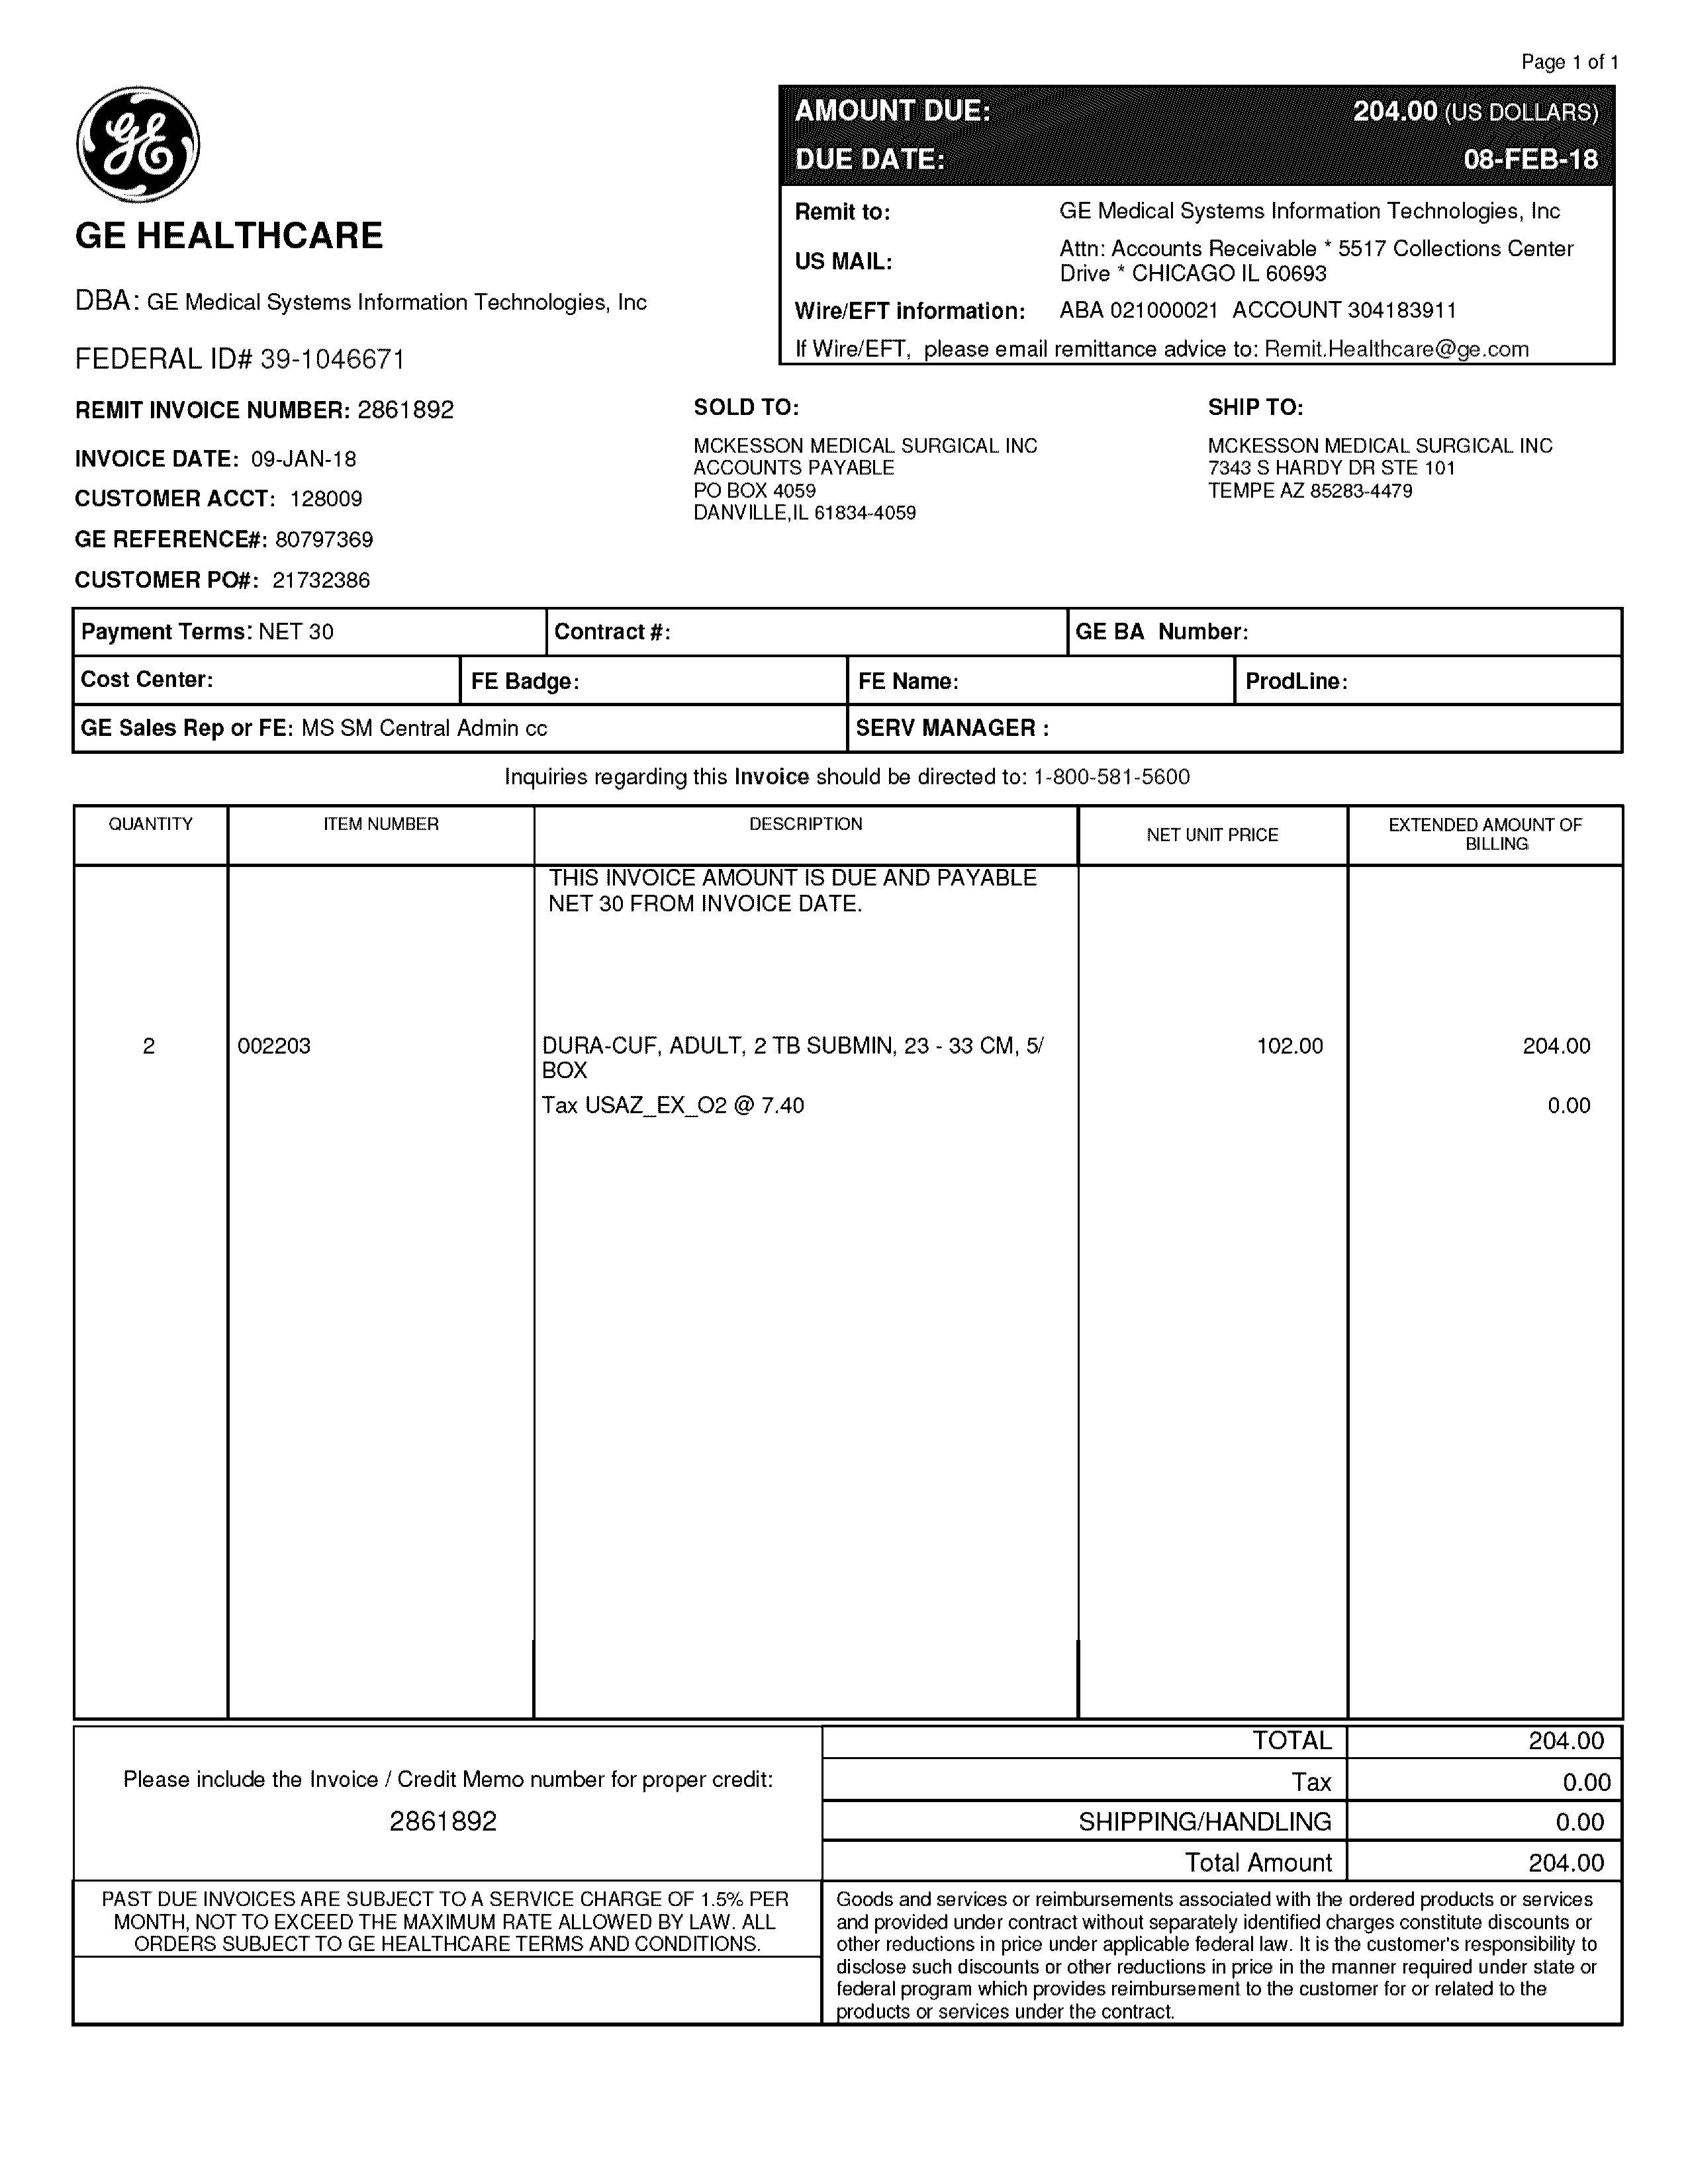 Page 1 of 1
GE
AMOUNT DUE: 204.00 (US DOLLARS)
DUE DATE: 08-FEB-18
GE HEALTHCARE
DBA: GE Medical Systems Information Technologies, Inc
FEDERAL ID# 39-1046671
Remit to: GE Medical Systems Information Technologies, Inc
US MAIL: Attn: Accounts Receivable * 5517 Collections Center
Drive * CHICAGO IL 60693
Wire/EFT information: ABA 021000021 ACCOUNT 304183911
If Wire/EFT, please email remittance advice to: Remit.Healthcare@ge.com
REMIT INVOICE NUMBER: 2861892
INVOICE DATE: 09-JAN-18
CUSTOMER ACCT: 128009
GE REFERENCE#: 80797369
CUSTOMER PO#: 21732386
SOLD TO:
MCKESSON MEDICAL SURGICAL INC
ACCOUNTS PAYABLE
PO BOX 4059
DANVILLE,IL 61834-4059
SHIP TO:
MCKESSON MEDICAL SURGICAL INC
7343 S HARDY DR STE 101
TEMPE AZ 85283-4479
Payment Terms: NET 30 Contract #: GE BA Number:
Cost Center: FE Badge: FE Name: ProdLine:
GE Sales Rep or FE: MS SM Central Admin cc SERV MANAGER :
Inquiries regarding this Invoice should be directed to: 1-800-581-5600
QUANTITY ITEM NUMBER DESCRIPTION NET UNIT PRICE EXTENDED AMOUNT OF
BILLING
THIS INVOICE AMOUNT IS DUE AND PAYABLE
NET 30 FROM INVOICE DATE.
2 002203 DURA-CUF, ADULT, 2 TB SUBMIN, 23 - 33 CM, 5/ 102.00 204.00
BOX
Tax USAZ_EX_O2 @ 7.40 0.00
Please include the Invoice / Credit Memo number for proper credit:
2861892
TOTAL 204.00
Tax 0.00
SHIPPING/HANDLING 0.00
Total Amount 204.00
PAST DUE INVOICES ARE SUBJECT TO A SERVICE CHARGE OF 1.5% PER
MONTH, NOT TO EXCEED THE MAXIMUM RATE ALLOWED BY LAW. ALL
ORDERS SUBJECT TO GE HEALTHCARE TERMS AND CONDITIONS.
Goods and services or reimbursements associated with the ordered products or services
and provided under contract without separately identified charges constitute discounts or
other reductions in price under applicable federal law. It is the customer's responsibility to
disclose such discounts or other reductions in price in the manner required under state or
federal program which provides reimbursement to the customer for or related to the
products or services under the contract.